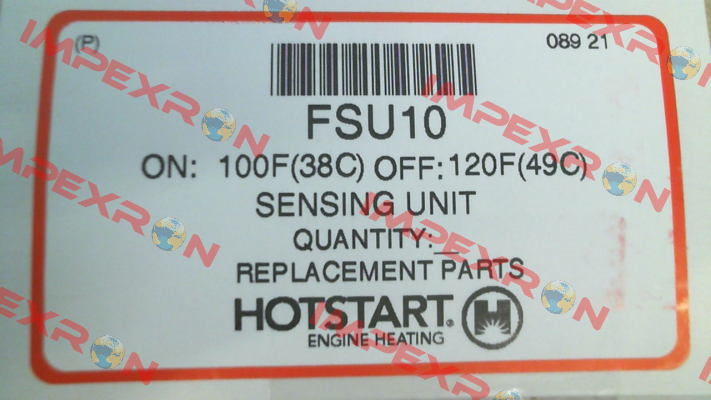 (P)
089 21
FSU10
ON: 100F(38C) OFF: 120F(49C)
SENSING UNIT
QUANTITY:_
REPLACEMENT PARTS
HOTSTART®
ENGINE HEATING
IMPEXRON
IMPEXRON
IMPEXRON
IMPEXRON
IMPEXRON